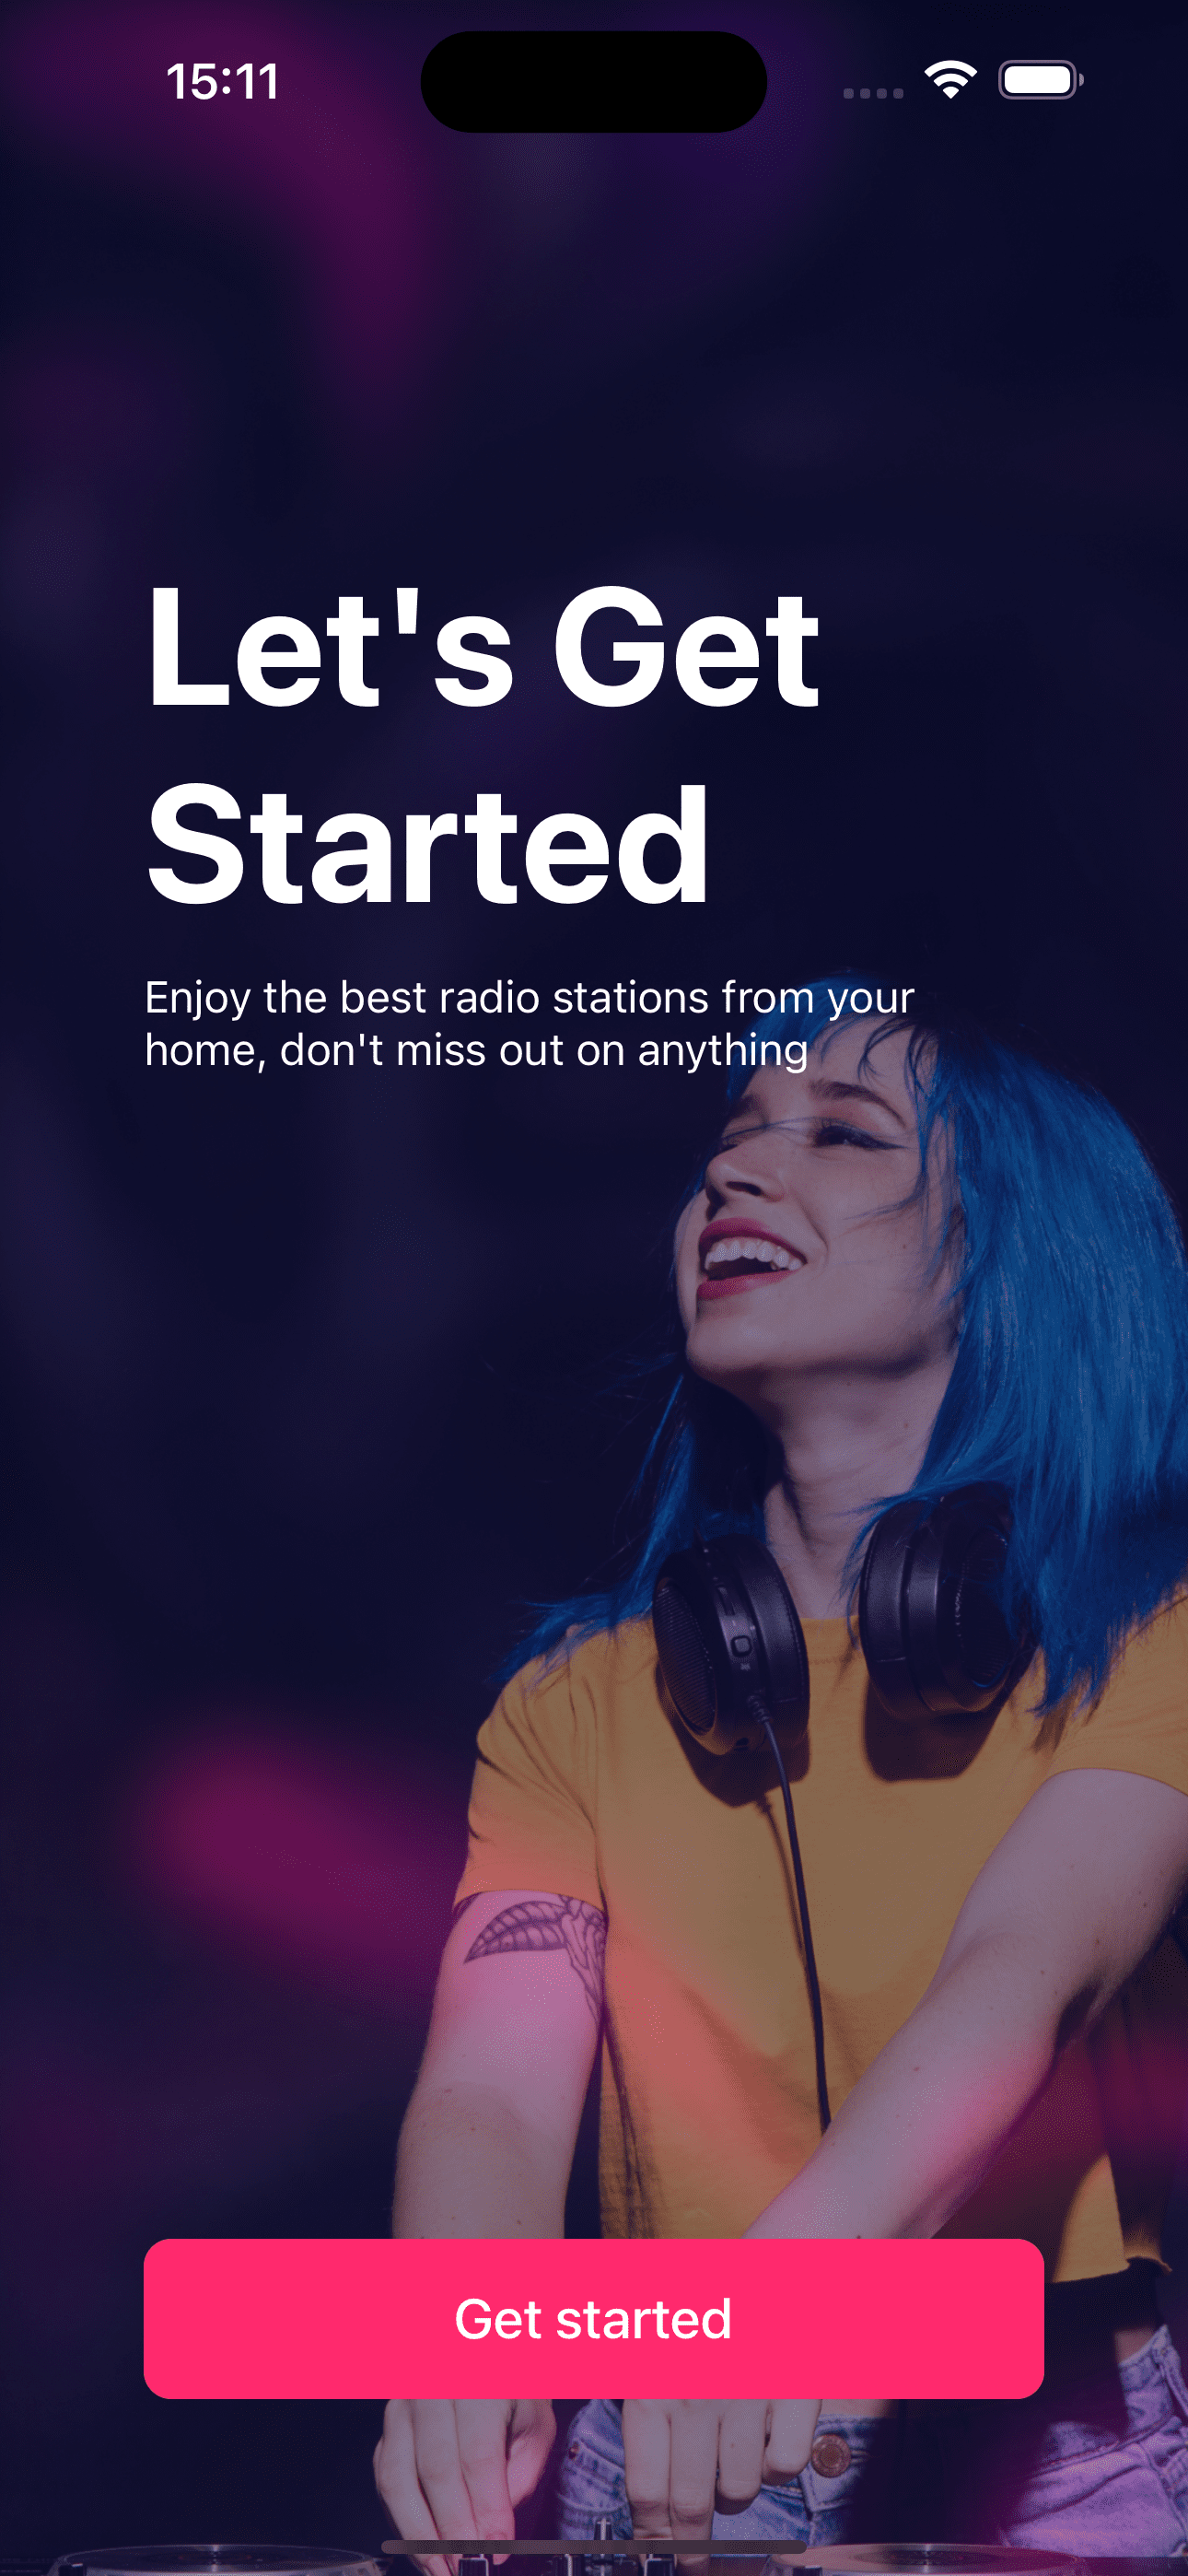 15:11
Let's Get
Started
Enjoy the best radio stations from your
home, don't miss out on anything
Get started